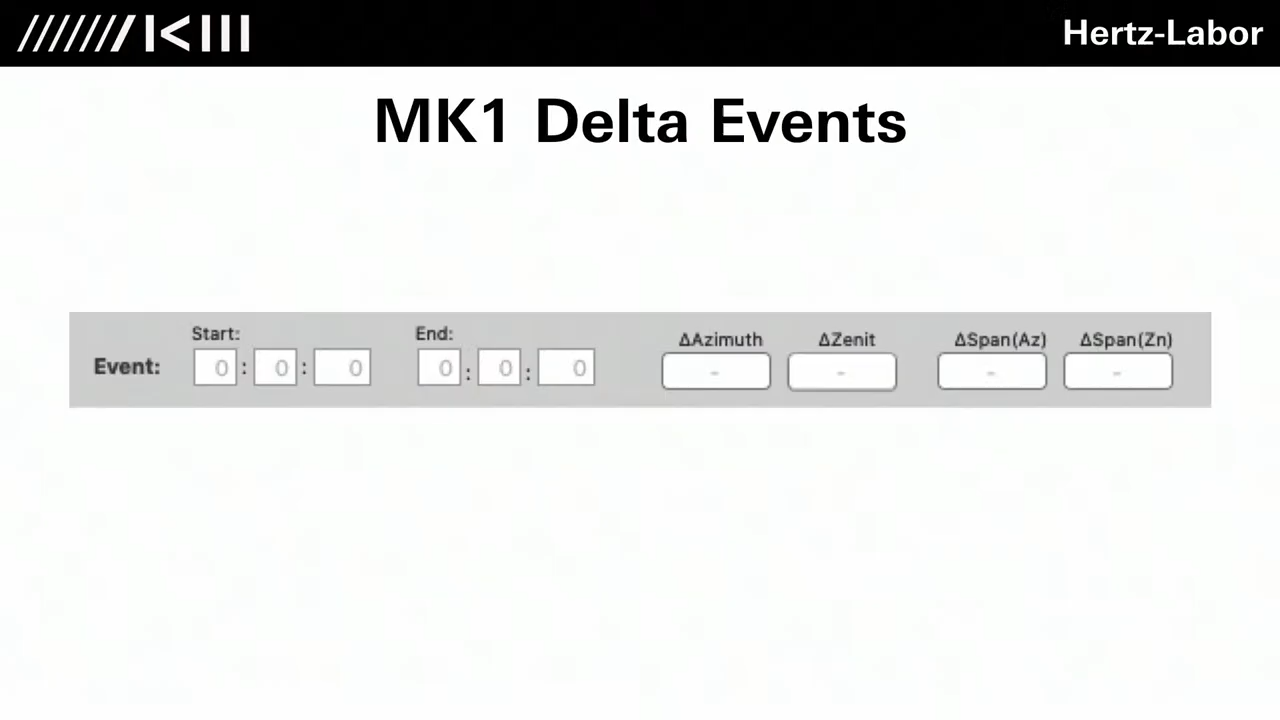 Hertz-Labor
MK1 Delta Events
Start: End: ΔAzimuth ΔZenit ΔSpan(Az) ΔSpan(Zn)
Event: 0 : 0 : 0 0 : 0 : 0 - - - -